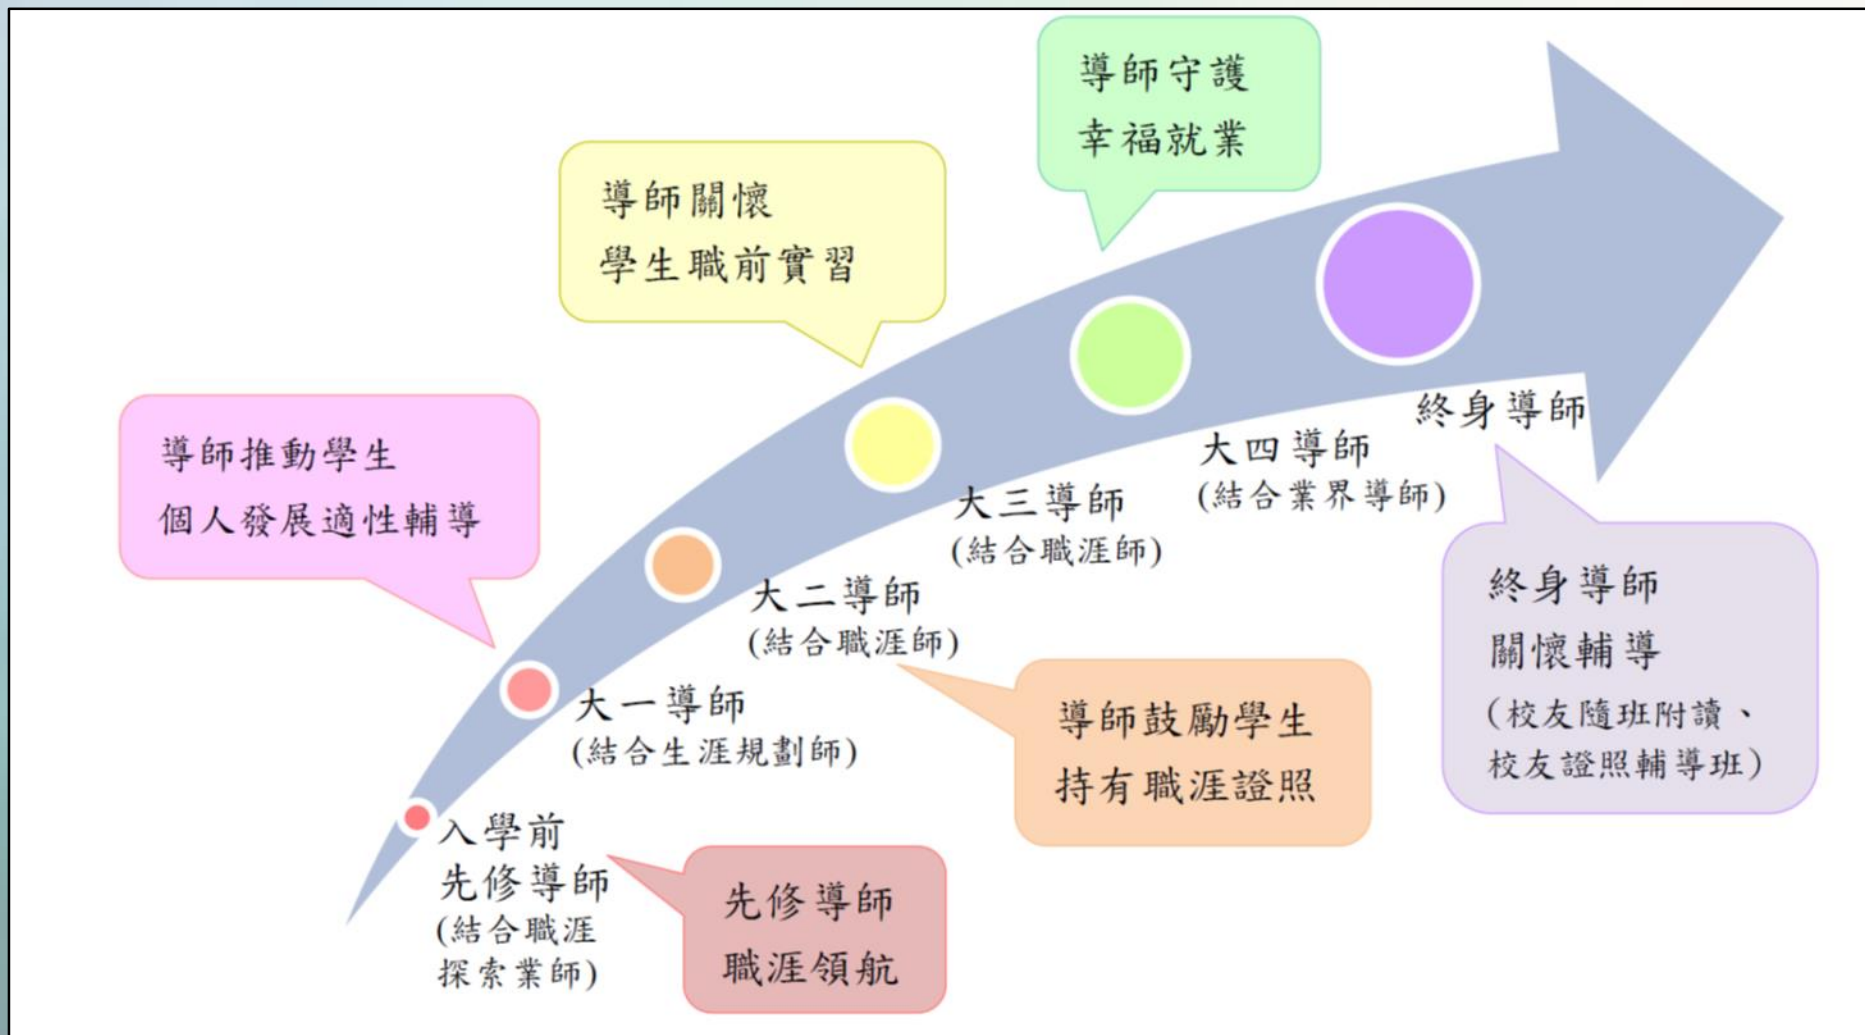 導師守護
幸福就業
導師關懷
學生職前實習
導師推動學生
個人發展適性輔導
終身導師
大四導師
(結合業界導師)
大三導師
(結合職涯師)
大二導師
(結合職涯師)
大一導師
(結合生涯規劃師)
入學前
先修導師
(結合職涯
探索業師)
先修導師
職涯領航
導師鼓勵學生
持有職涯證照
終身導師
關懷輔導
(校友隨班附讀、
校友證照輔導班)